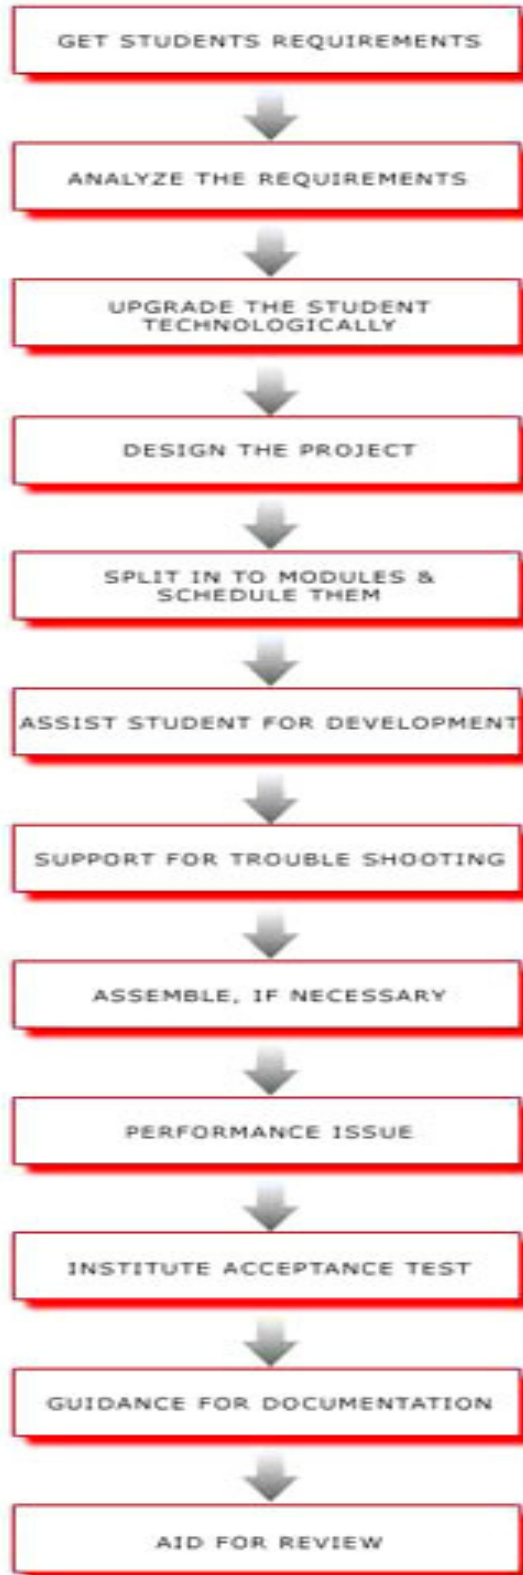 GET STUDENTS REQUIREMENTS
ANALYZE THE REQUIREMENTS
UPGRADE THE STUDENT
TECHNOLOGICALLY
DESIGN THE PROJECT
SPLIT IN TO MODULES &
SCHEDULE THEM
ASSIST STUDENT FOR DEVELOPMENT
SUPPORT FOR TROUBLE SHOOTING
ASSEMBLE, IF NECESSARY
PERFORMANCE ISSUE
INSTITUTE ACCEPTANCE TEST
GUIDANCE FOR DOCUMENTATION
AID FOR REVIEW